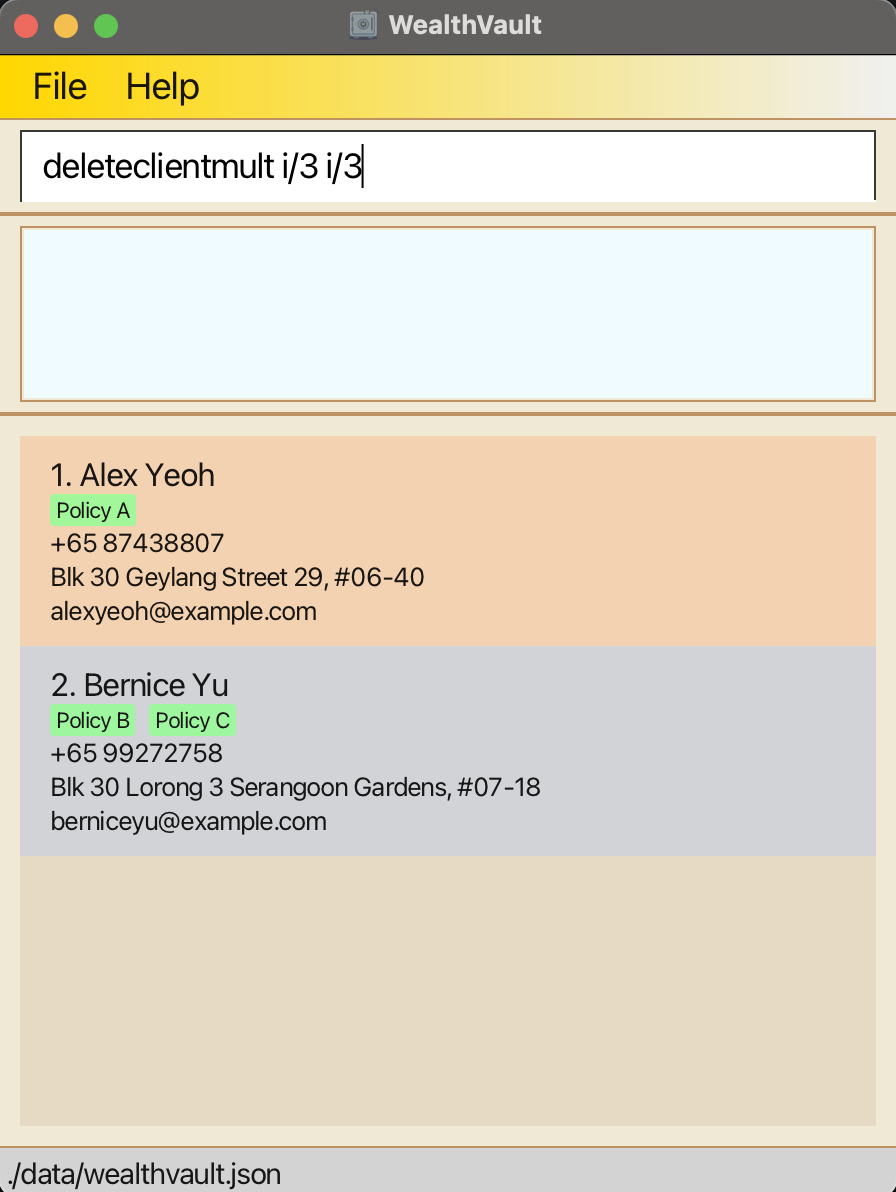 WealthVault
File Help
deleteclientmult i/3 i/3
1. Alex Yeoh
Policy A
+65 87438807
Blk 30 Geylang Street 29, #06-40
alexyeoh@example.com
2. Bernice Yu
Policy B Policy C
+65 99272758
Blk 30 Lorong 3 Serangoon Gardens, #07-18
berniceyu@example.com
./data/wealthvault.json